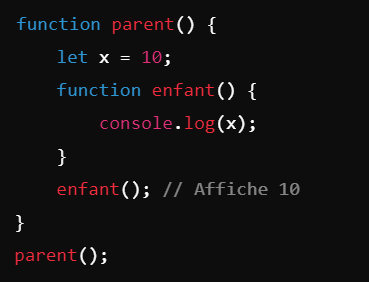 function parent() {
    let x = 10;
    function enfant() {
        console.log(x);
    }
    enfant(); // Affiche 10
}
parent();